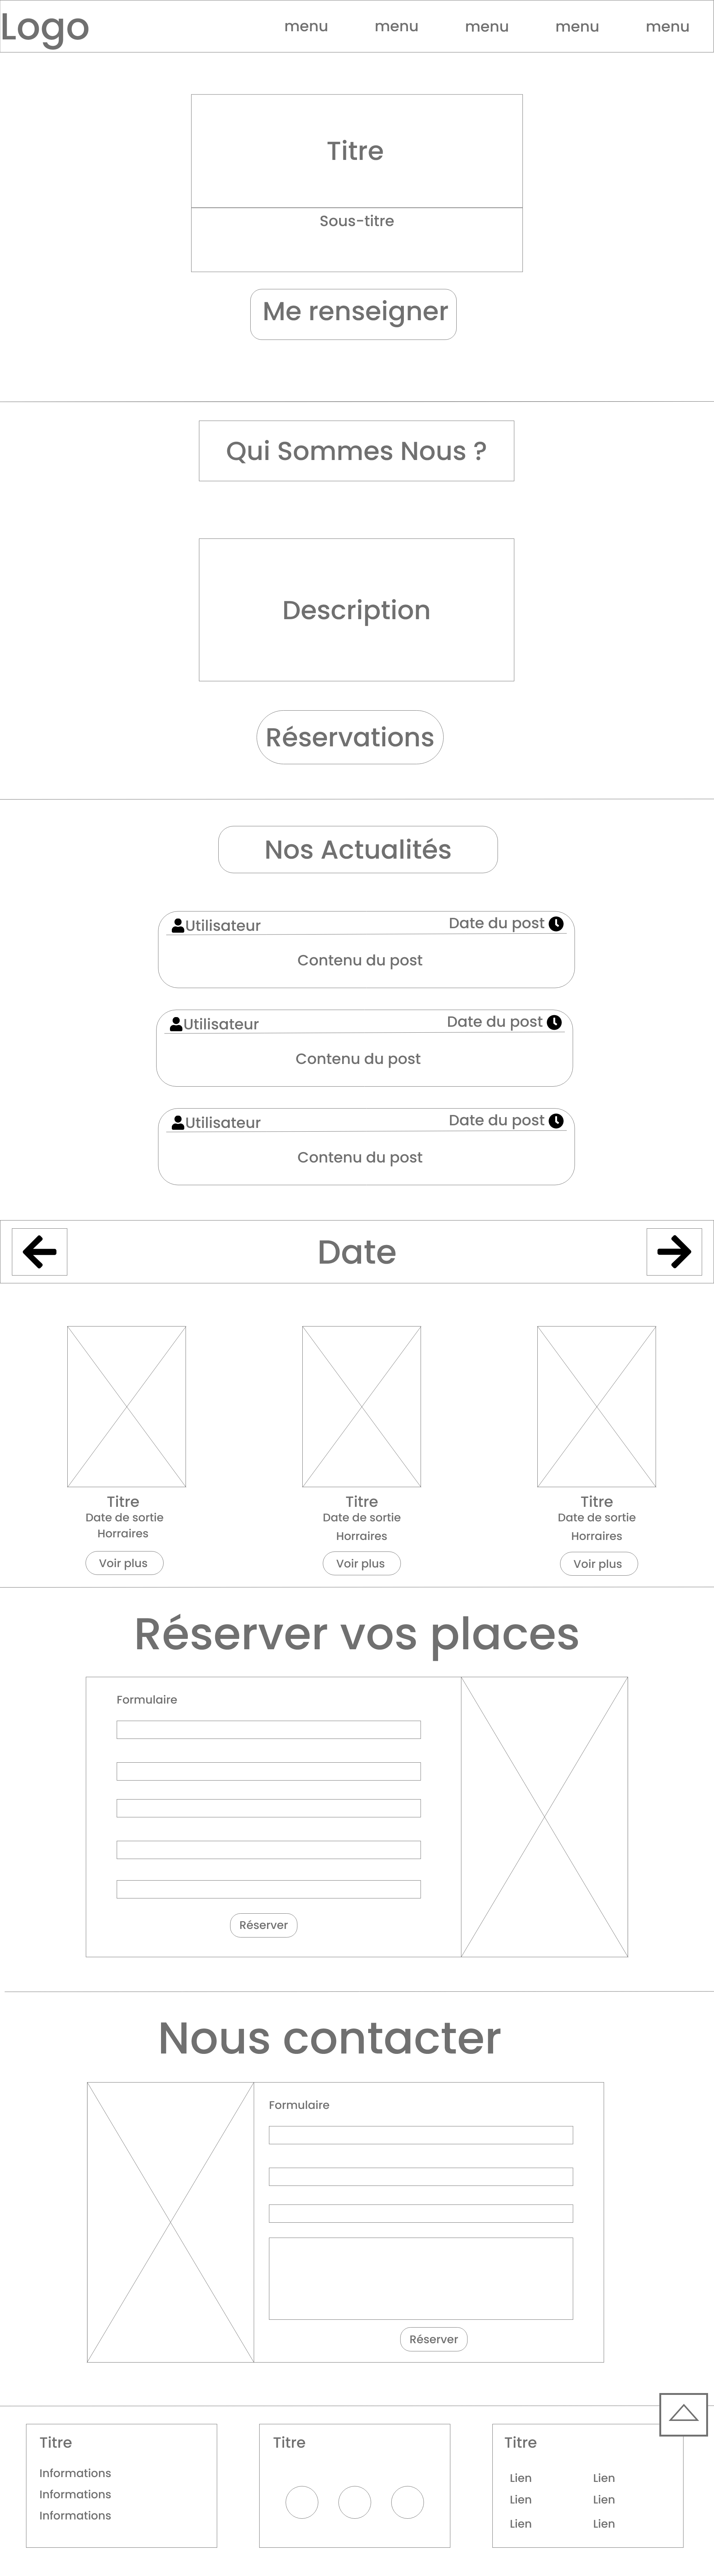 Logo
menu menu menu menu menu
Titre
Sous-titre
Me renseigner
Qui Sommes Nous ?
Description
Réservations
Nos Actualités
Utilisateur Date du post
Contenu du post
Utilisateur Date du post
Contenu du post
Utilisateur Date du post
Contenu du post
Date
Titre Titre Titre
Date de sortie Date de sortie Date de sortie
Horraires Horraires Horraires
Voir plus Voir plus Voir plus
Réserver vos places
Formulaire
Réserver
Nous contacter
Formulaire
Réserver
Titre
Informations
Informations
Informations
Titre
Titre
Lien Lien
Lien Lien
Lien Lien